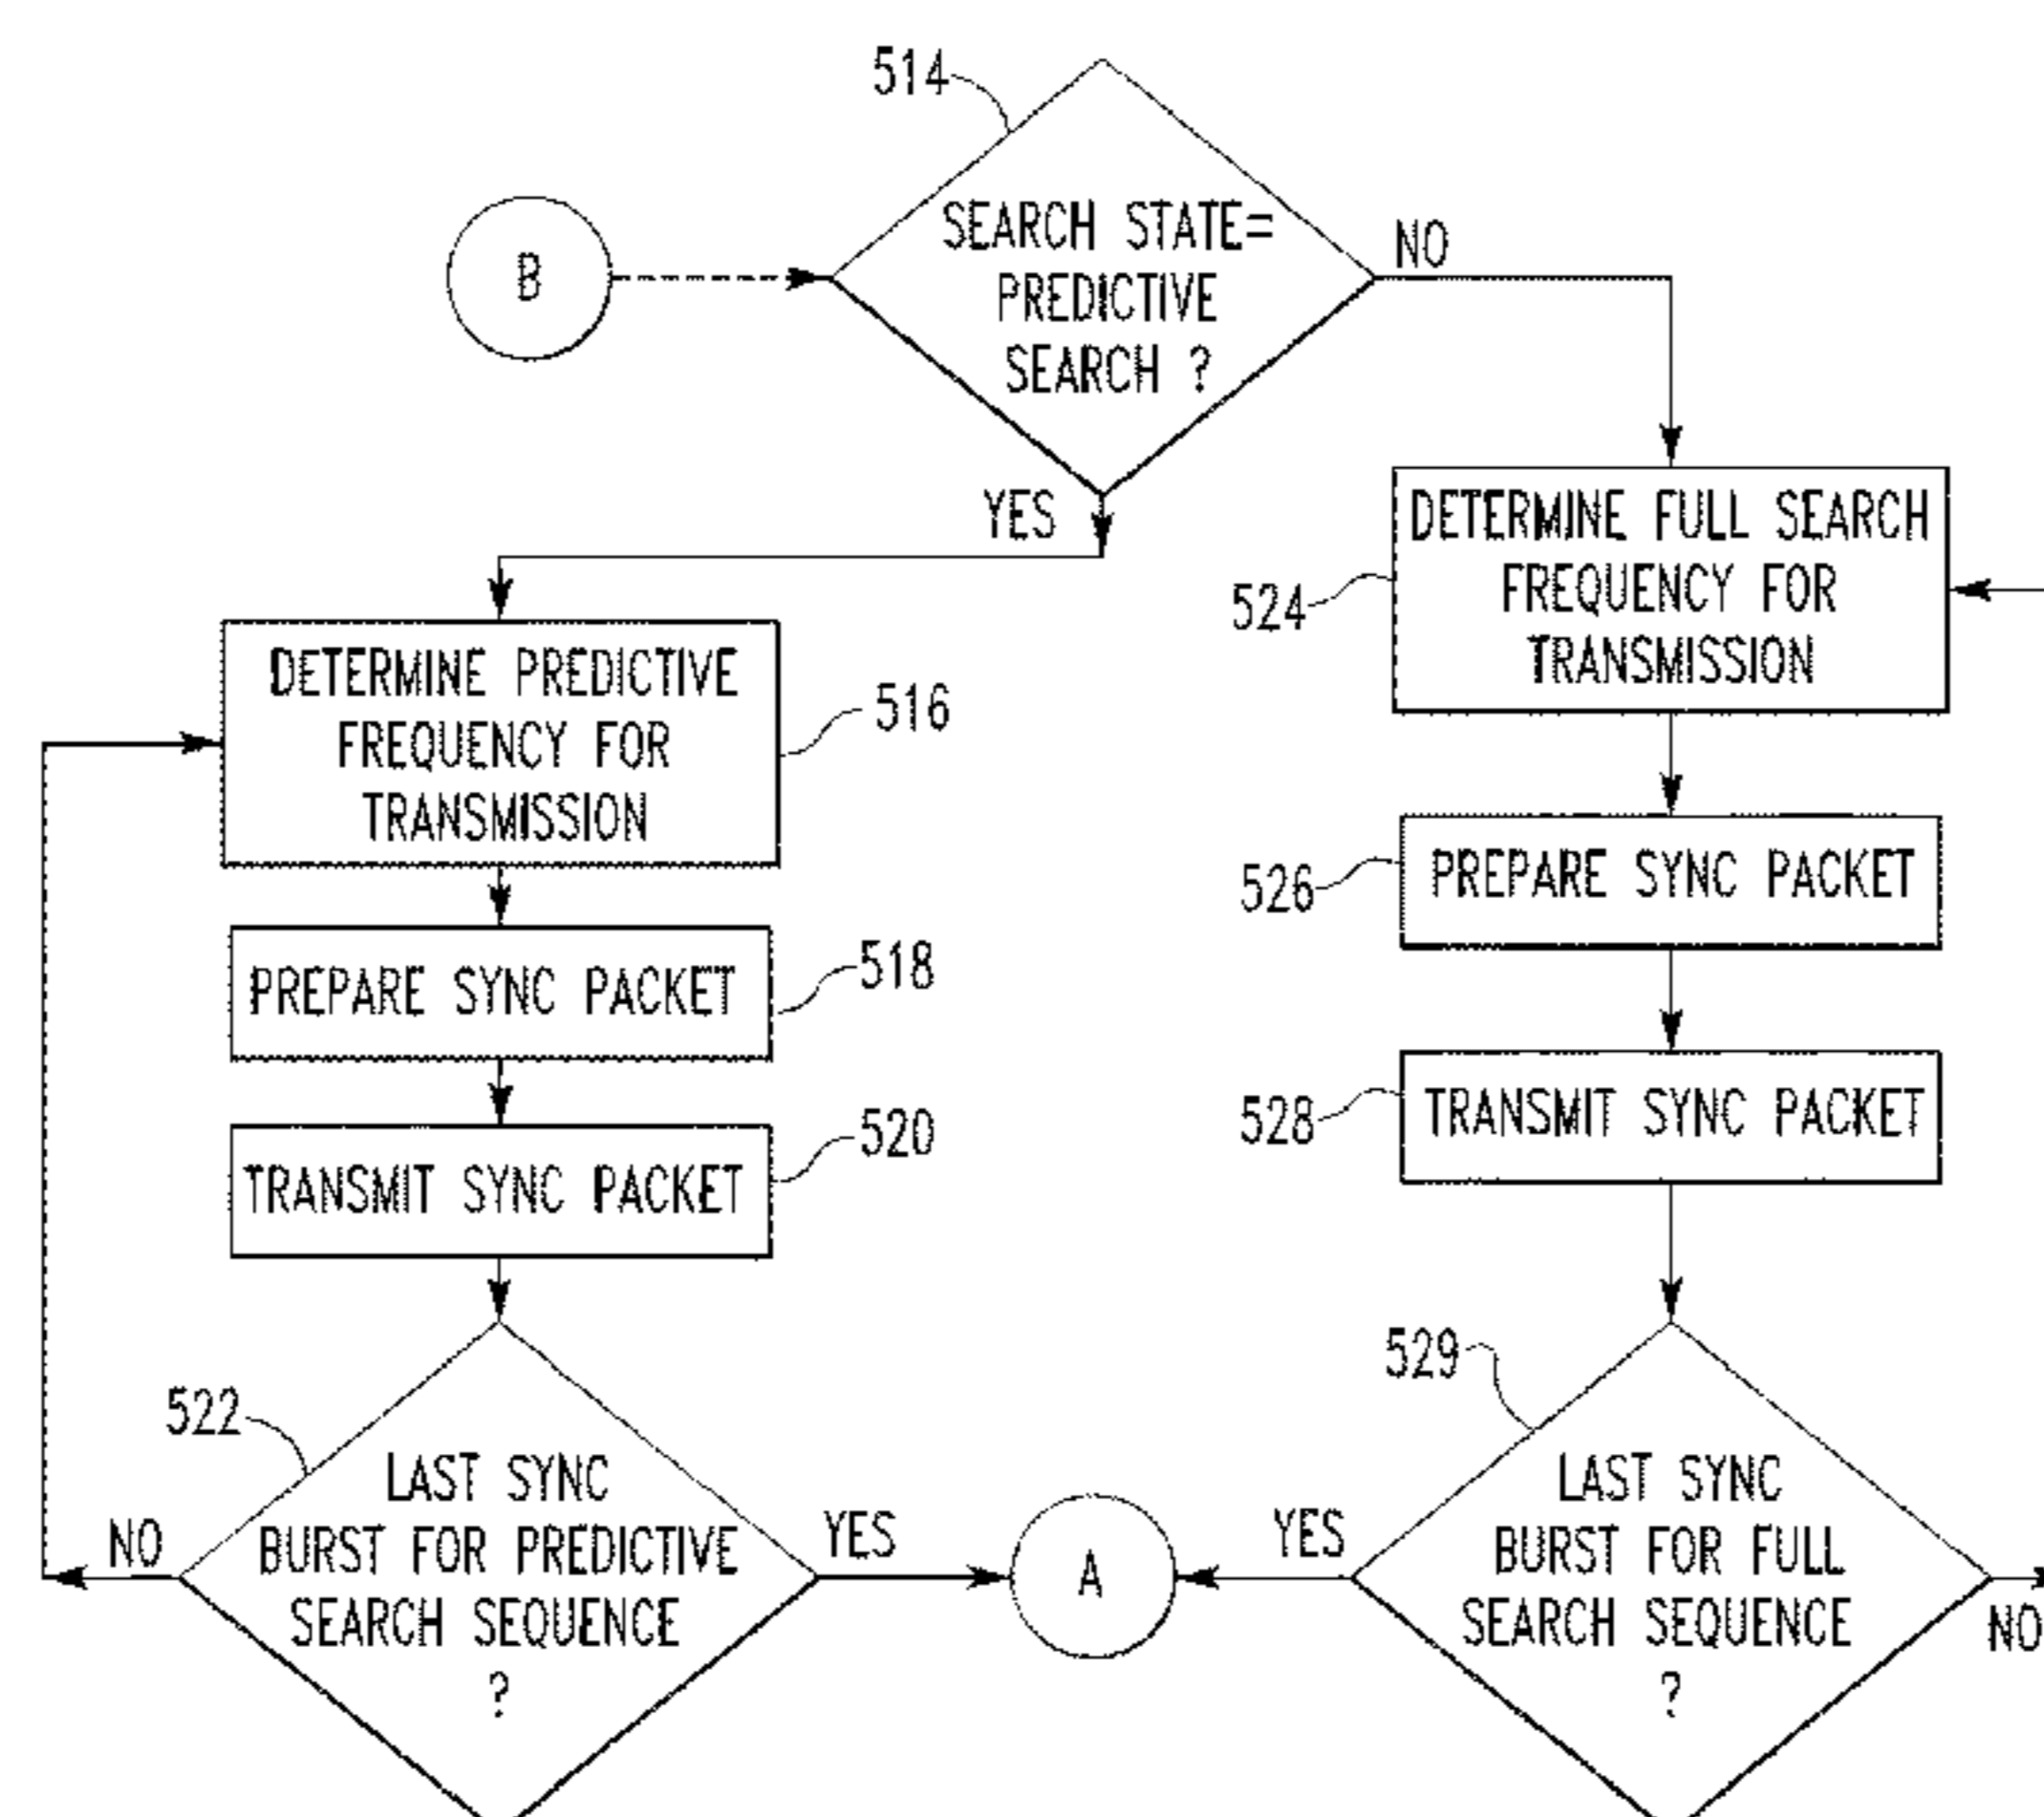 514
SEARCH STATE=
PREDICTIVE
SEARCH ?
B
NO
YES
DETERMINE PREDICTIVE
FREQUENCY FOR
TRANSMISSION
516
PREPARE SYNC PACKET
518
TRANSMIT SYNC PACKET
520
522
LAST SYNC
BURST FOR PREDICTIVE
SEARCH SEQUENCE
?
NO
YES
A
DETERMINE FULL SEARCH
FREQUENCY FOR
TRANSMISSION
524
PREPARE SYNC PACKET
526
TRANSMIT SYNC PACKET
528
529
LAST SYNC
BURST FOR FULL
SEARCH SEQUENCE
?
YES
NO